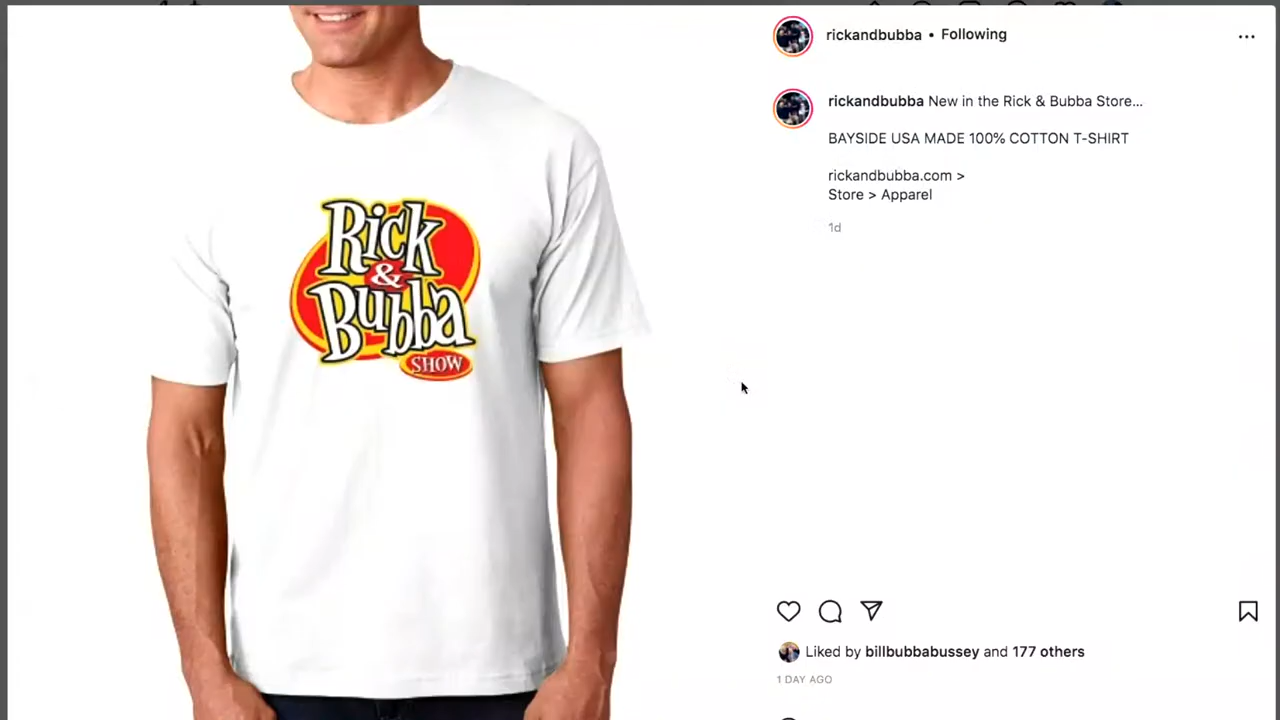 Rick
&
Bubba
SHOW
rickandbubba • Following
rickandbubba New in the Rick & Bubba Store...
BAYSIDE USA MADE 100% COTTON T-SHIRT
rickandbubba.com >
Store > Apparel
1d
Liked by billbubbabussey and 177 others
1 DAY AGO